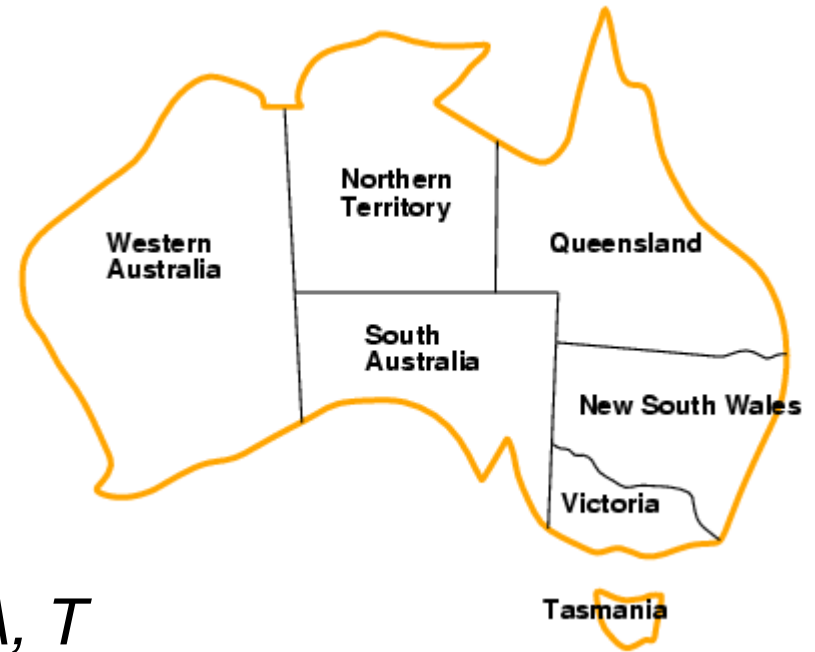 Northern
Territory
Western
Australia
Queensland
South
Australia
New South Wales
Victoria
Tasmania
, T